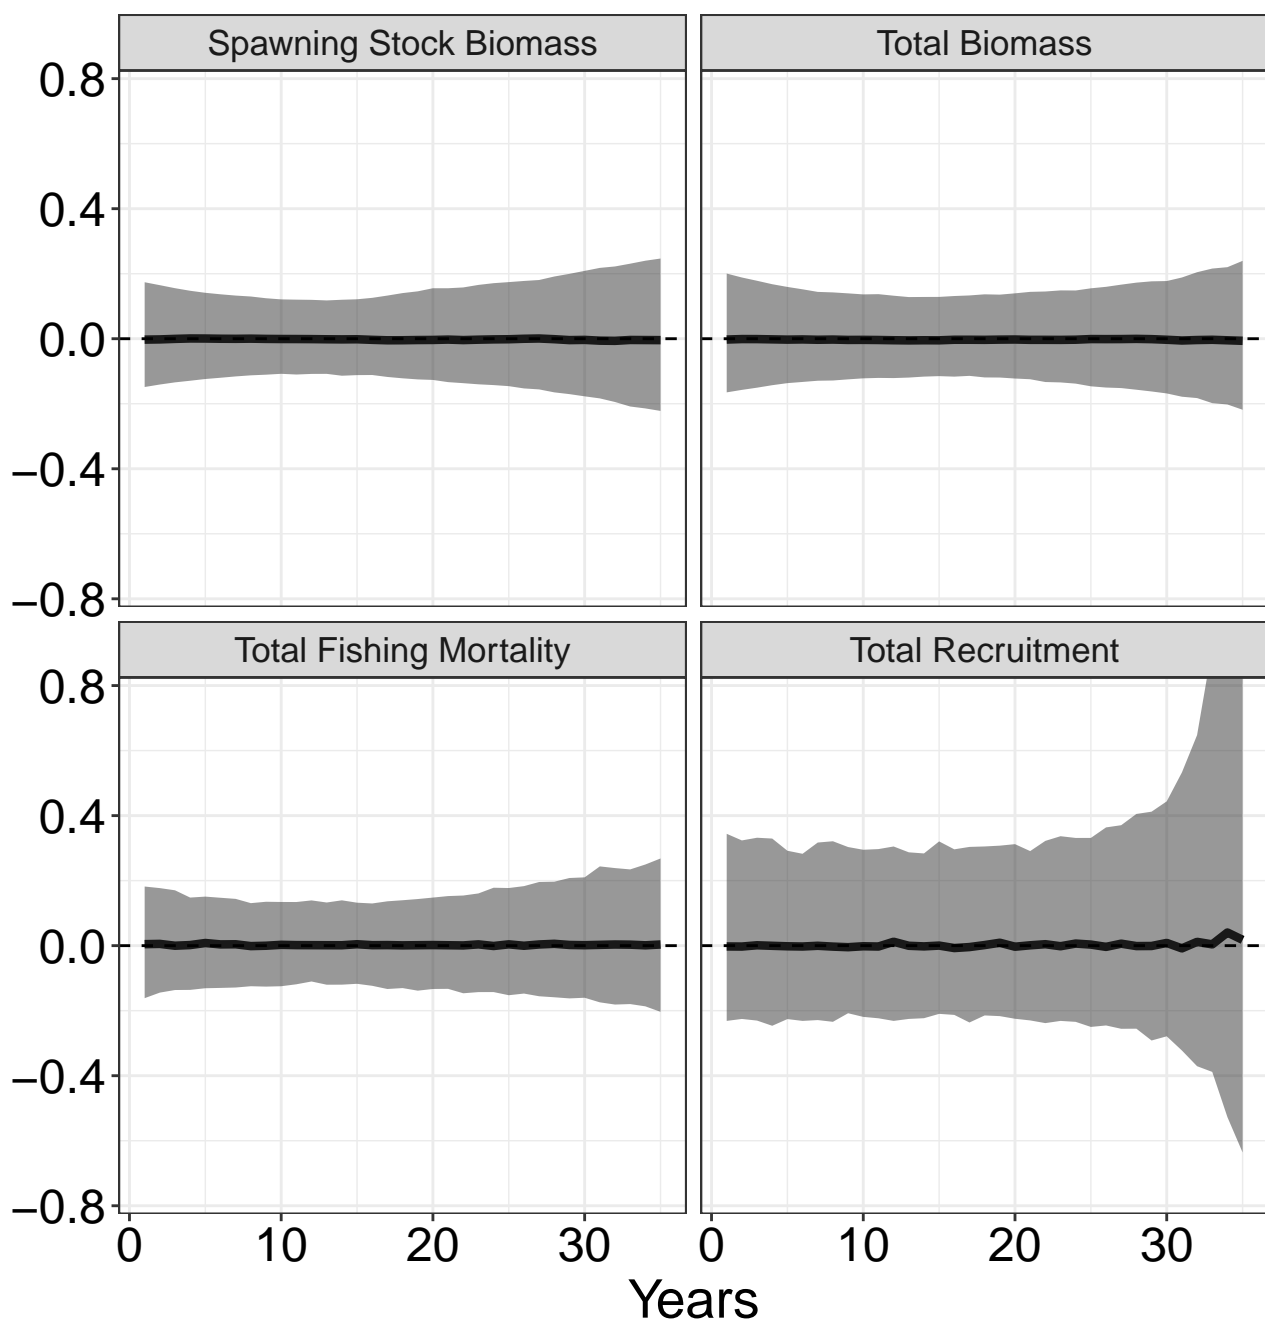 Spawning Stock Biomass
Total Biomass
0.8
0.4
0.0
−0.4
−0.8
Total Fishing Mortality
Total Recruitment
0.8
0.4
0.0
−0.4
−0.8
0 10 20 30
0 10 20 30
Years